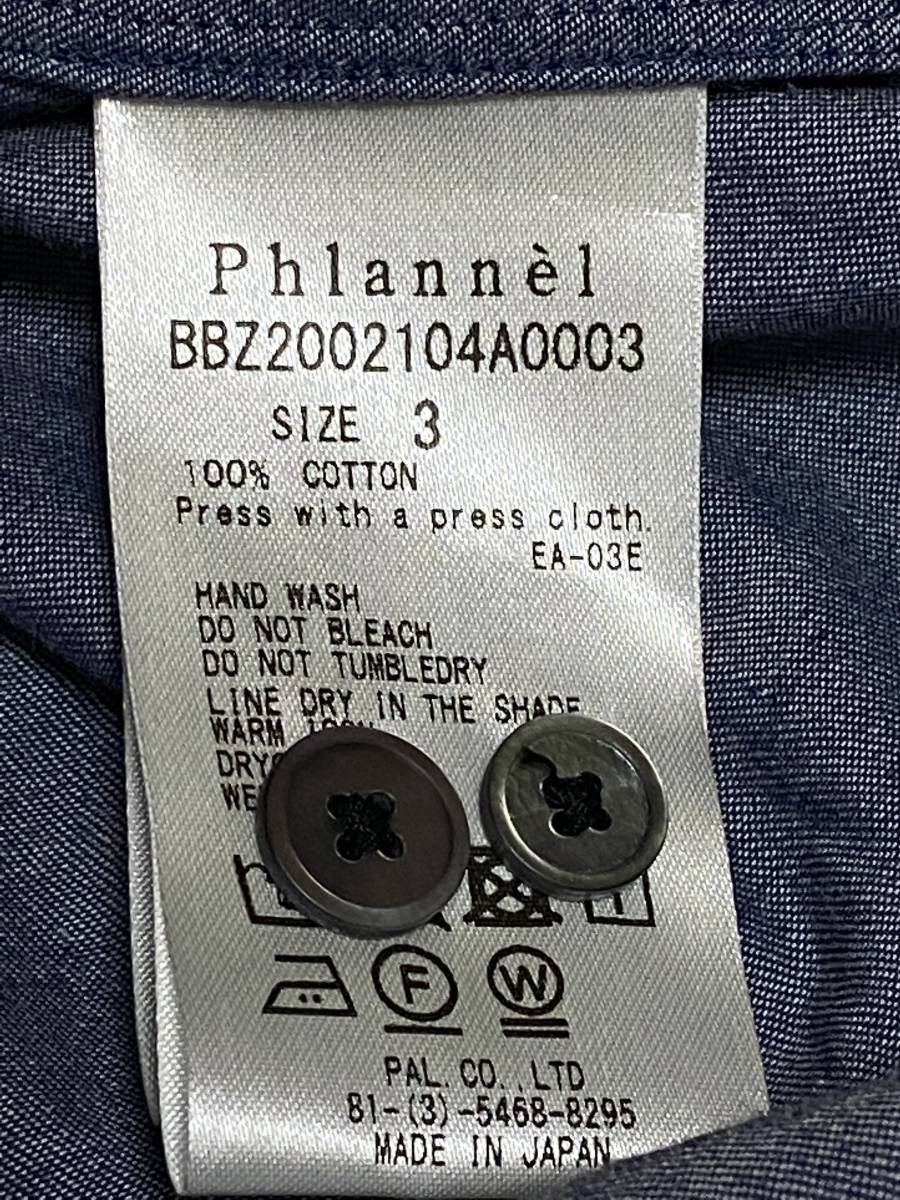 Phlannèl
BBZ2002104A0003
SIZE 3
100% COTTON
Press with a press cloth.
EA-03E
HAND WASH
DO NOT BLEACH
DO NOT TUMBLEDRY
LINE DRY IN THE SHADE
WARM
F W
PAL.CO.,LTD
81-(3)-5468-8295
MADE IN JAPAN